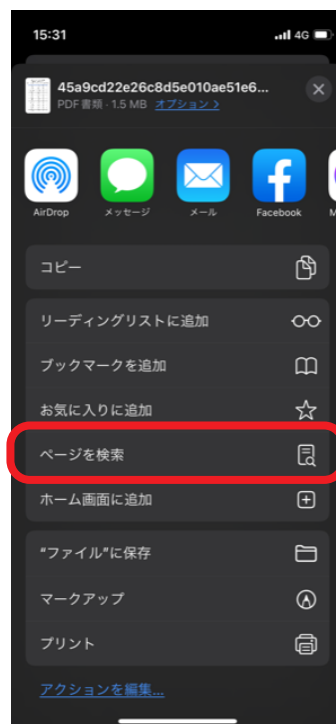 15:31
4G
45a9cd22e26c8d5e010ae51e6...
PDF書類・1.5 MB オプション >
AirDrop メッセージ メール Facebook M
コピー
リーディングリストに追加
ブックマークを追加
お気に入りに追加
ページを検索
ホーム画面に追加
“ファイル”に保存
マークアップ
プリント
アクションを編集...